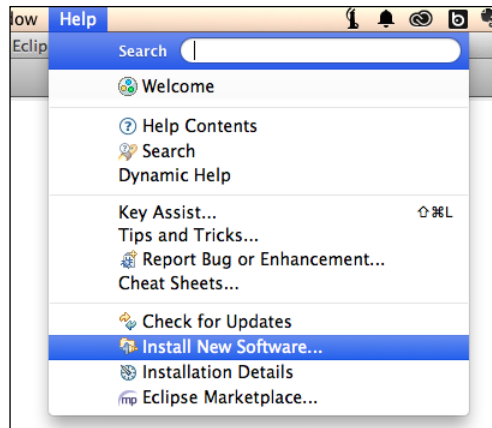 low Help
Eclip
Search
Welcome
Help Contents
Search
Dynamic Help
Key Assist... ⇧⌘L
Tips and Tricks...
Report Bug or Enhancement...
Cheat Sheets...
Check for Updates
Install New Software...
Installation Details
mp Eclipse Marketplace...